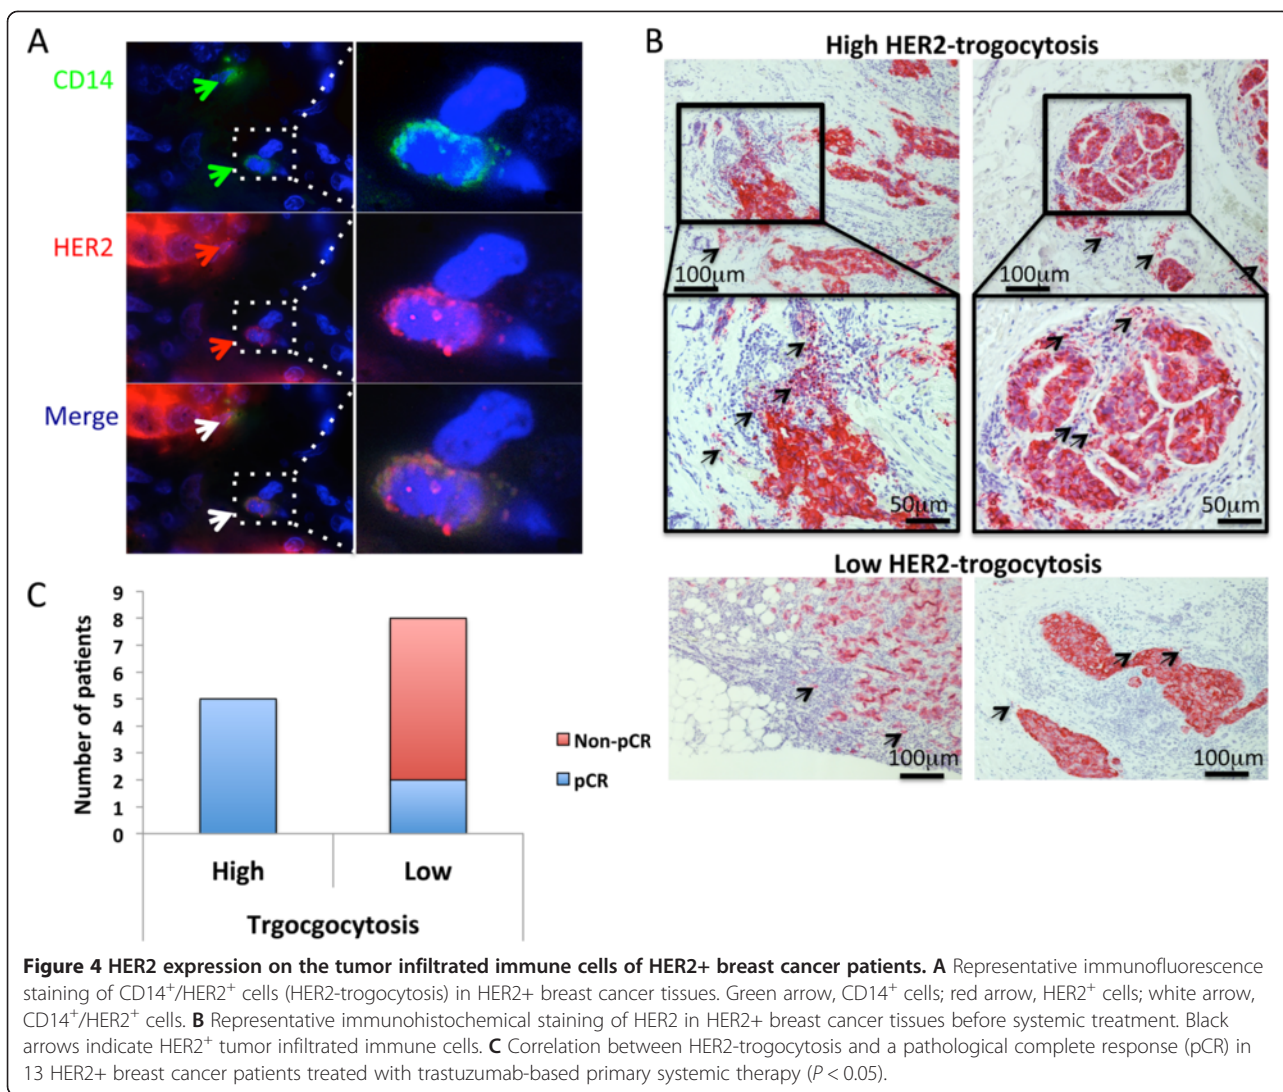 A
CD14
HER2
Merge
B
High HER2-trogocytosis
100µm
100µm
50µm
50µm
Low HER2-trogocytosis
100µm
100µm
C
Number of patients
9
8
7
6
5
4
3
2
1
0
High
Low
Trgocgocytosis
Non-pCR
pCR
Figure 4 HER2 expression on the tumor infiltrated immune cells of HER2+ breast cancer patients. A Representative immunofluorescence
staining of CD14⁺/HER2⁺ cells (HER2-trogocytosis) in HER2+ breast cancer tissues. Green arrow, CD14⁺ cells; red arrow, HER2⁺ cells; white arrow,
CD14⁺/HER2⁺ cells. B Representative immunohistochemical staining of HER2 in HER2+ breast cancer tissues before systemic treatment. Black
arrows indicate HER2⁺ tumor infiltrated immune cells. C Correlation between HER2-trogocytosis and a pathological complete response (pCR) in
13 HER2+ breast cancer patients treated with trastuzumab-based primary systemic therapy (P < 0.05).